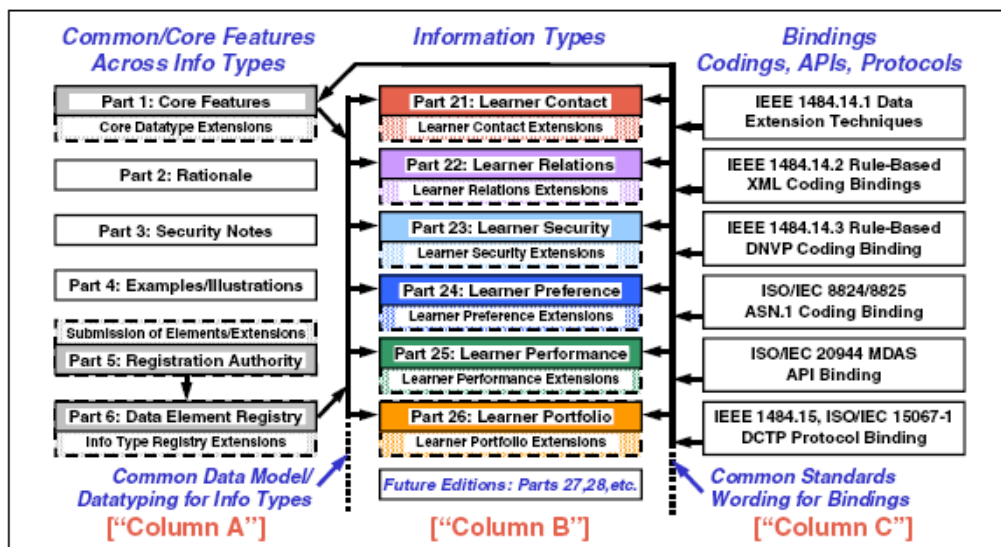 Common/Core Features
Across Info Types
Part 1: Core Features
Core Datatype Extensions
Part 2: Rationale
Part 3: Security Notes
Part 4: Examples/Illustrations
Submission of Elements/Extensions
Part 5: Registration Authority
Part 6: Data Element Registry
Info Type Registry Extensions
Common Data Model/
Datatyping for Info Types
["Column A"]
Information Types
Part 21: Learner Contact
Learner Contact Extensions
Part 22: Learner Relations
Learner Relations Extensions
Part 23: Learner Security
Learner Security Extensions
Part 24: Learner Preference
Learner Preference Extensions
Part 25: Learner Performance
Learner Performance Extensions
Part 26: Learner Portfolio
Learner Portfolio Extensions
Future Editions: Parts 27,28,etc.
["Column B"]
Bindings
Codings, APIs, Protocols
IEEE 1484.14.1 Data
Extension Techniques
IEEE 1484.14.2 Rule-Based
XML Coding Bindings
IEEE 1484.14.3 Rule-Based
DNVP Coding Binding
ISO/IEC 8824/8825
ASN.1 Coding Binding
ISO/IEC 20944 MDAS
API Binding
IEEE 1484.15, ISO/IEC 15067-1
DCTP Protocol Binding
Common Standards
Wording for Bindings
["Column C"]